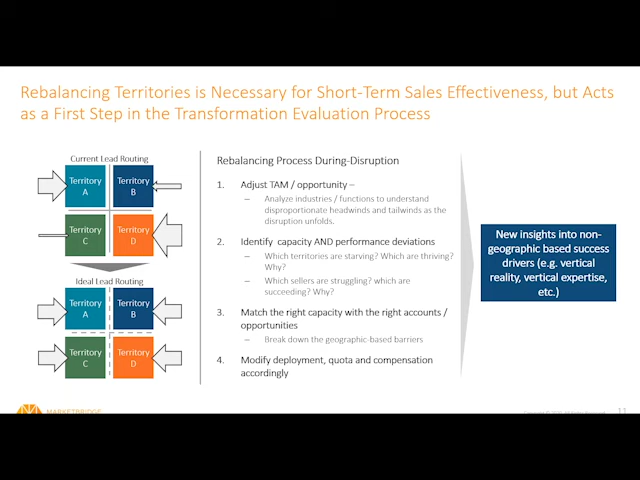 Rebalancing Territories is Necessary for Short-Term Sales Effectiveness, but Acts
as a First Step in the Transformation Evaluation Process
Current Lead Routing
Territory
A
Territory
B
Territory
C
Territory
D
Ideal Lead Routing
Territory
A
Territory
B
Territory
C
Territory
D
Rebalancing Process During-Disruption
1. Adjust TAM / opportunity –
– Analyze industries / functions to understand
disproportionate headwinds and tailwinds as the
disruption unfolds.
2. Identify capacity AND performance deviations
– Which territories are starving? Which are thriving?
Why?
– Which sellers are struggling? which are
succeeding? Why?
3. Match the right capacity with the right accounts /
opportunities
– Break down the geographic-based barriers
4. Modify deployment, quota and compensation
accordingly
New insights into non-
geographic based success
drivers (e.g. vertical
reality, vertical expertise,
etc.)
MARKETBRIDGE
11